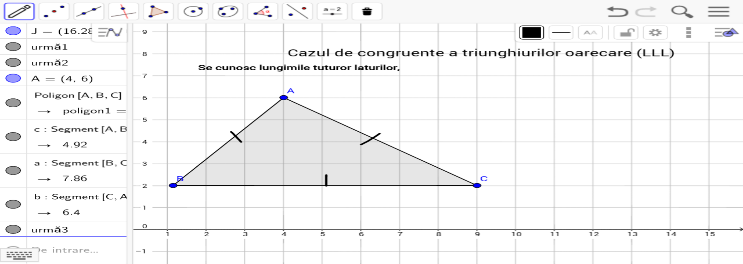 a=2
J = (16.28
urmă1
urmă2
A = (4, 6)
Poligon [A, B, C]
→ poligon1 =
c : Segment [A, B
→ 4.92
a : Segment [B, C
→ 7.86
b : Segment [C, A
→ 6.4
urmă3
De intrare...
Cazul de congruente a triunghiurilor oarecare (LLL)
Se cunosc lungimile tuturor laturilor,
A
B
C
9
8
7
6
5
4
3
2
1
0
−1
1 2 3 4 5 6 7 8 9 10 11 12 13 14 15
AA